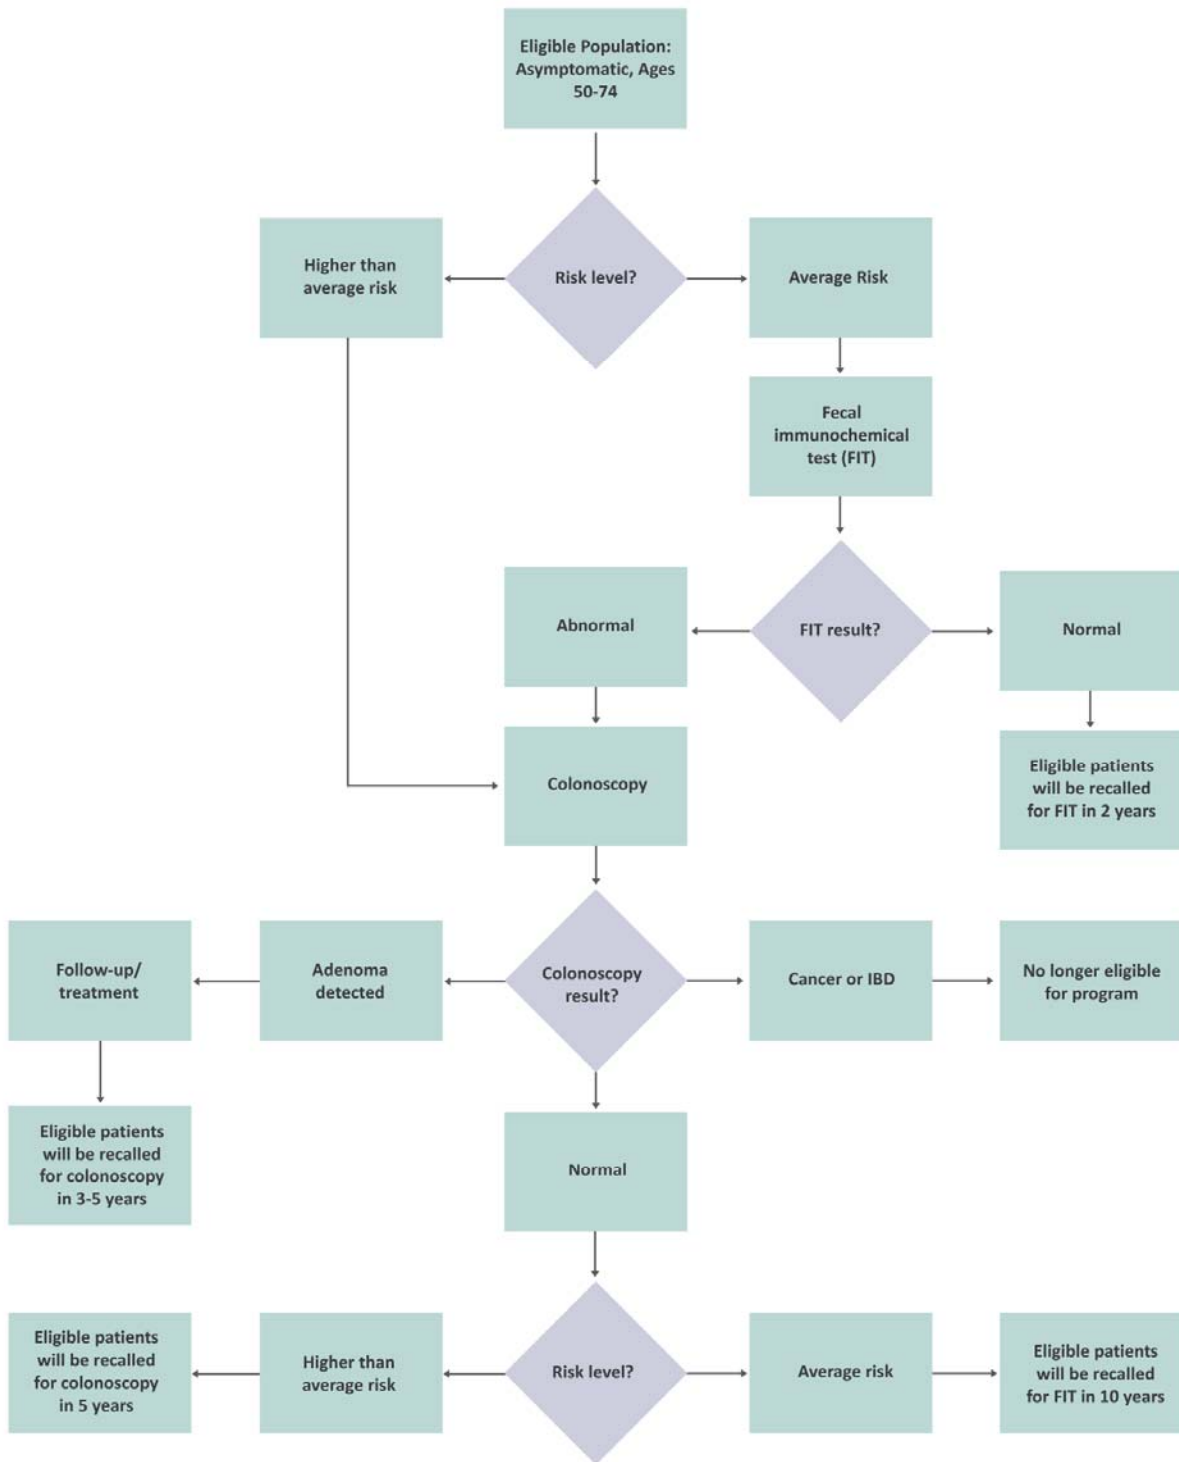 Eligible Population:
Asymptomatic, Ages
50-74
Higher than
average risk
Risk level?
Average Risk
Fecal
immunochemical
test (FIT)
Abnormal
FIT result?
Normal
Colonoscopy
Eligible patients
will be recalled
for FIT in 2 years
Follow-up/
treatment
Adenoma
detected
Colonoscopy
result?
Cancer or IBD
No longer eligible
for program
Eligible patients
will be recalled
for colonoscopy
in 3-5 years
Normal
Eligible patients
will be recalled
for colonoscopy
in 5 years
Higher than
average risk
Risk level?
Average risk
Eligible patients
will be recalled
for FIT in 10 years